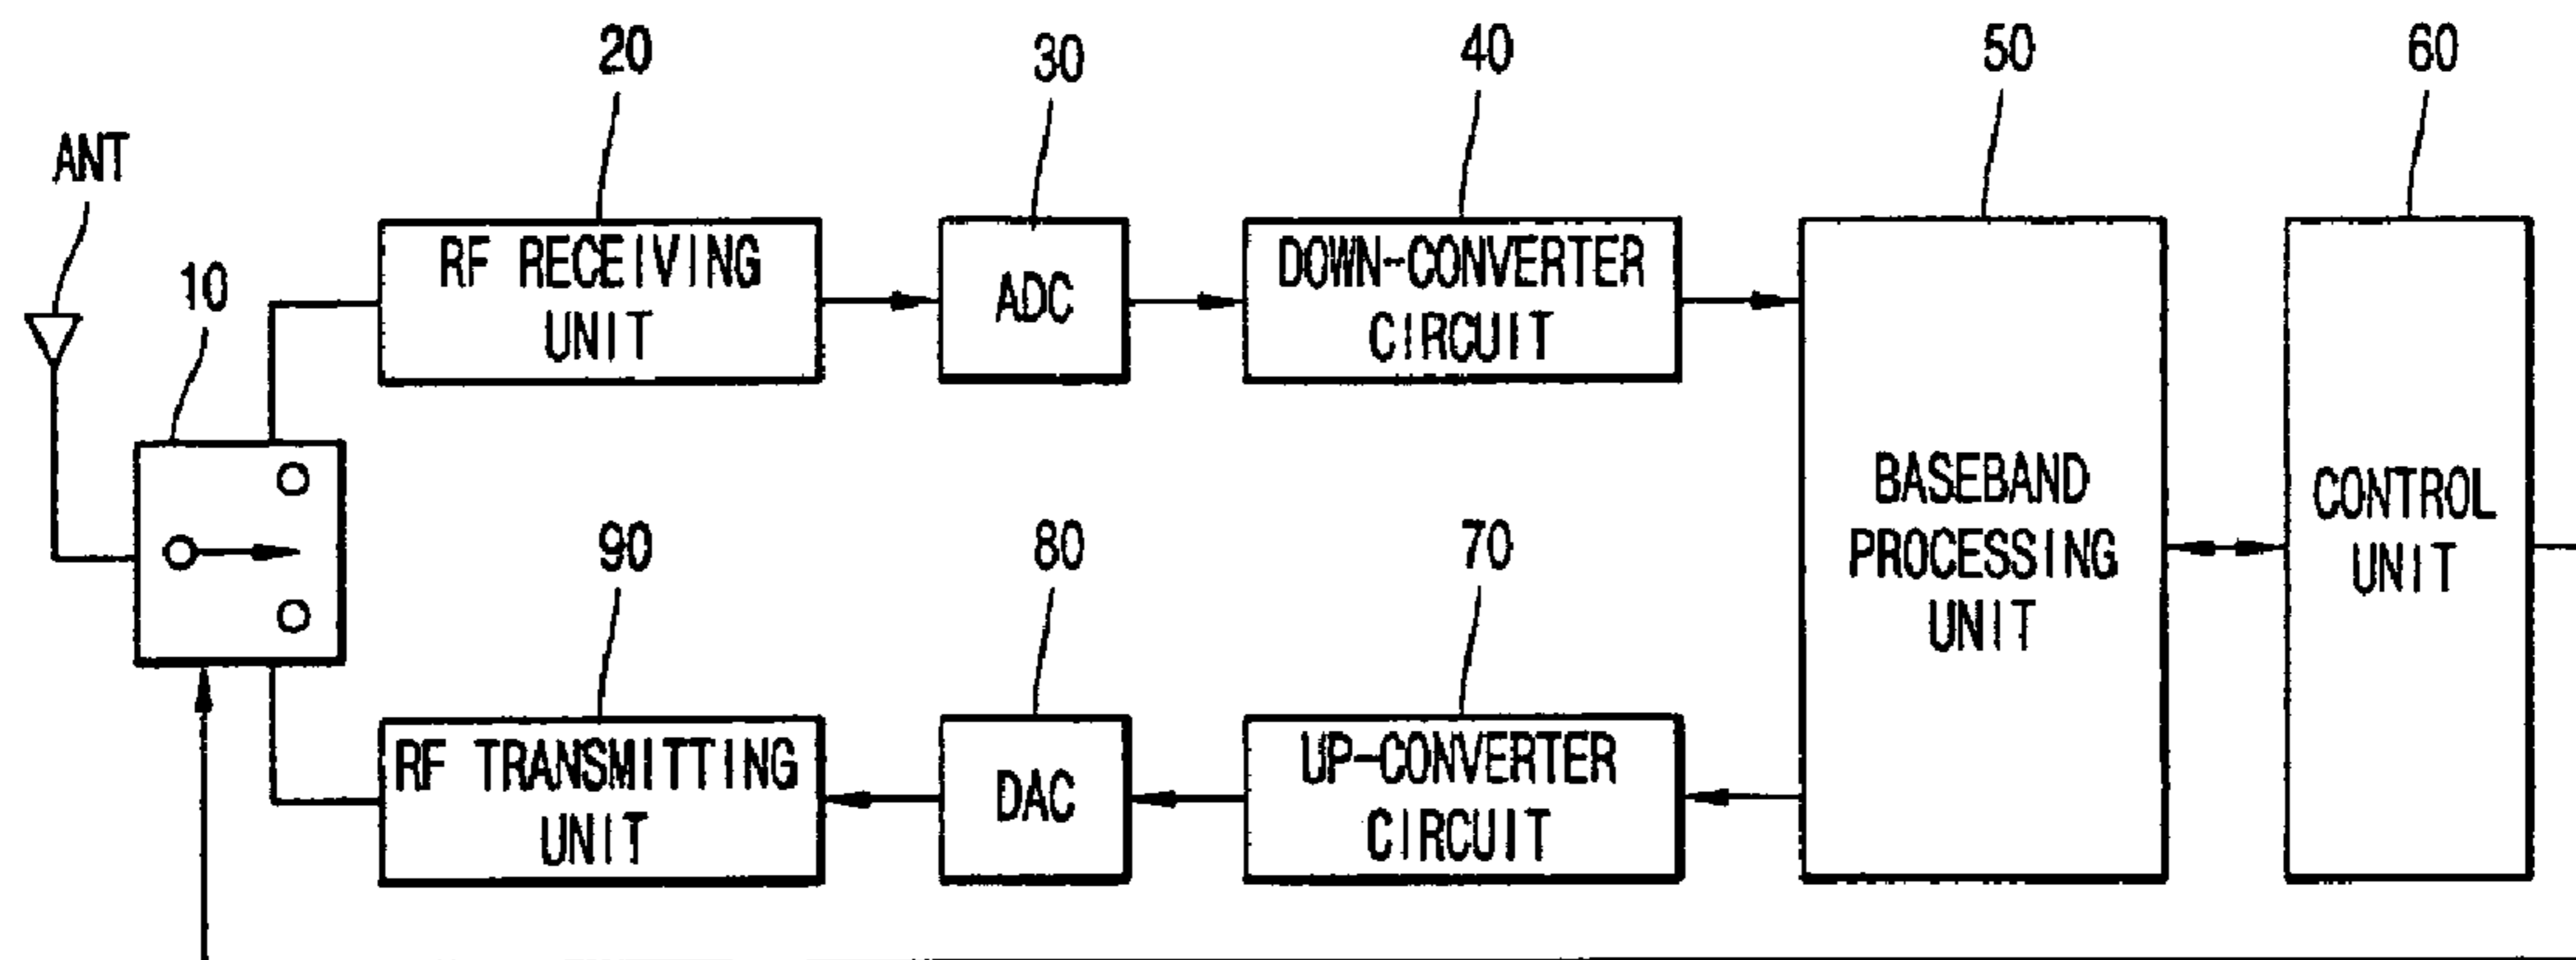 20
30
40
50
60
ANT
10
RF RECEIVING
UNIT
ADC
DOWN-CONVERTER
CIRCUIT
BASEBAND
PROCESSING
UNIT
CONTROL
UNIT
90
80
70
RF TRANSMITTING
UNIT
DAC
UP-CONVERTER
CIRCUIT